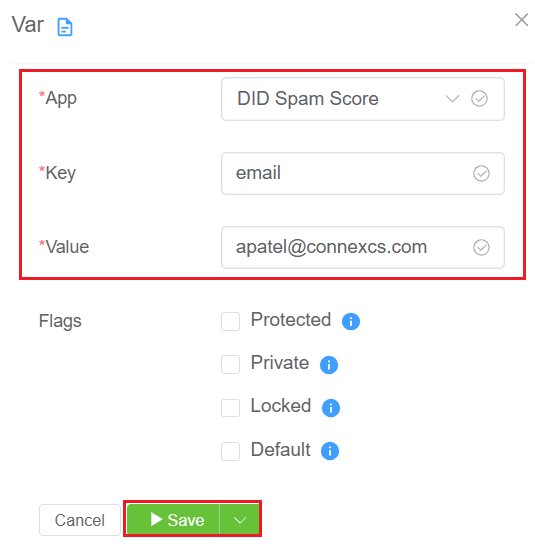 Var
*App DID Spam Score
*Key email
*Value apatel@connexcs.com
Flags Protected
Private
Locked
Default
Cancel Save